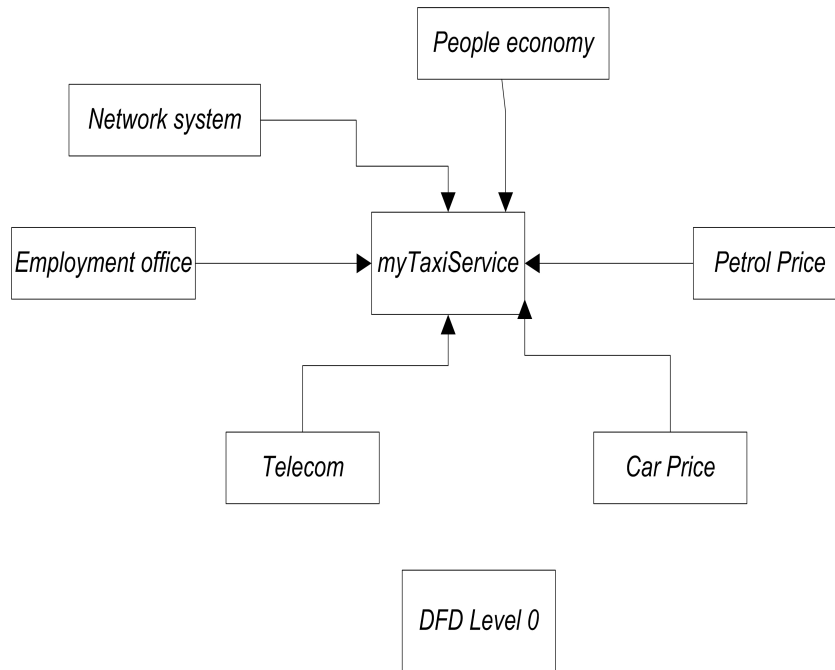 People economy
Network system
Employment office
myTaxiService
Petrol Price
Telecom
Car Price
DFD Level 0